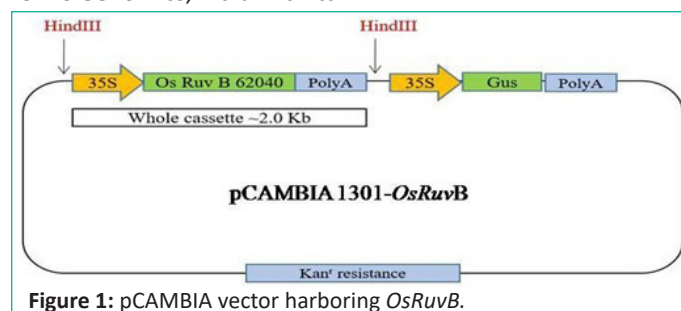 HindIII HindIII
35S Os Ruv B 62040 PolyA 35S Gus PolyA
Whole cassette ~2.0 Kb
pCAMBIA 1301-OsRuvB
Kanʳ resistance
Figure 1: pCAMBIA vector harboring OsRuvB.